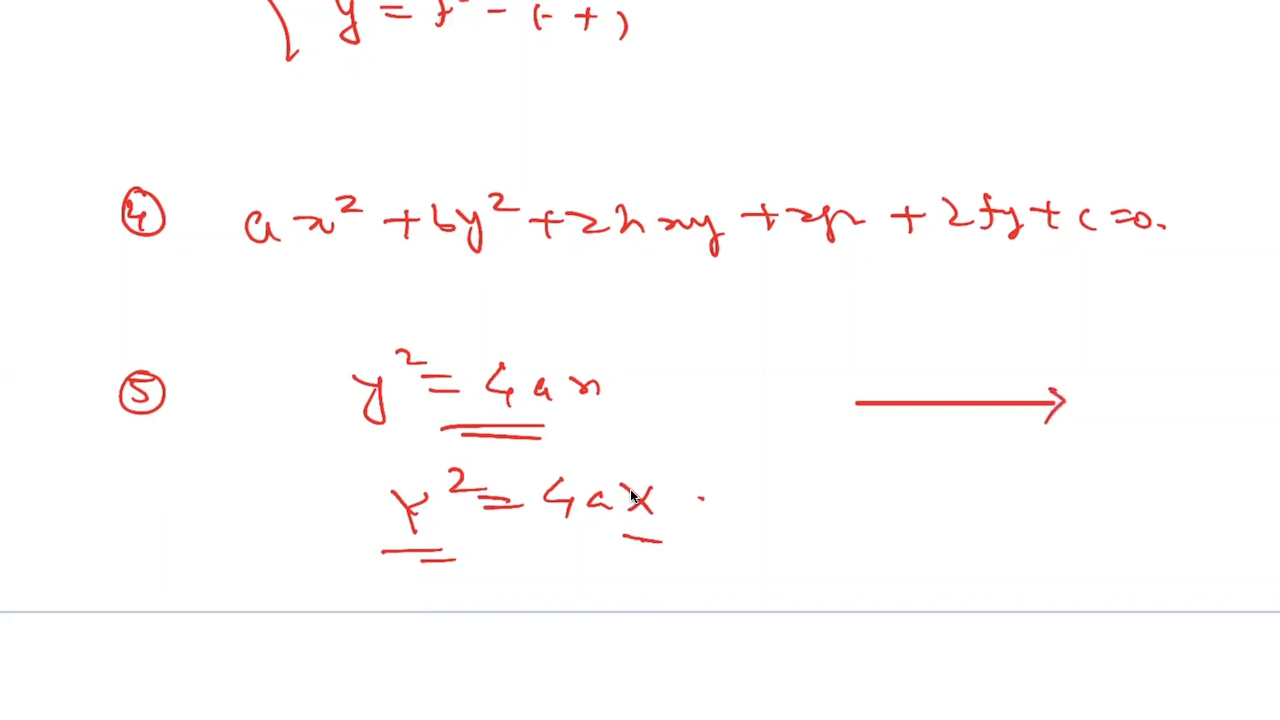 ④ ax² + by² + 2hxy + 2gx + 2fy + c = 0.
⑤ y² = 4ax
Y² = 4aX .